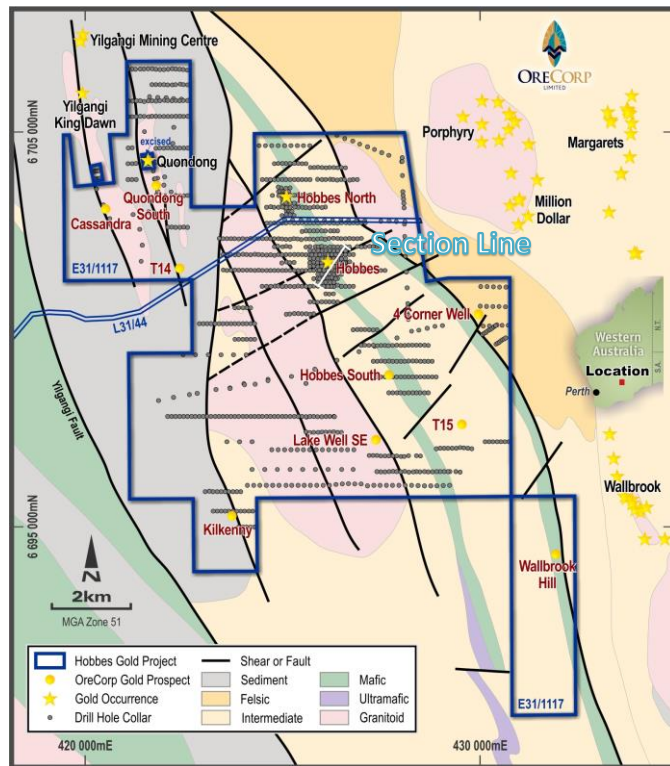 Yilgangi Mining Centre
ORECORP
LIMITED
Yilgangi
King Dawn
6 705 000mN
excised
Quondong
Porphyry
Margarets
Quondong
South
Hobbes North
Million
Dollar
Cassandra
Section Line
E31/1117
T14
Hobbes
L31/44
4 Corner Well
Western
Australia
Location
Perth
N.T.
S.A.
Yilgangi Fault
Hobbes South
T15
Lake Well SE
Wallbrook
Kilkenny
6 695 000mN
Wallbrook
Hill
N
2km
MGA Zone 51
Hobbes Gold Project
OreCorp Gold Prospect
Gold Occurrence
Drill Hole Collar
Shear or Fault
Sediment
Felsic
Intermediate
Mafic
Ultramafic
Granitoid
E31/1117
420 000mE
430 000mE